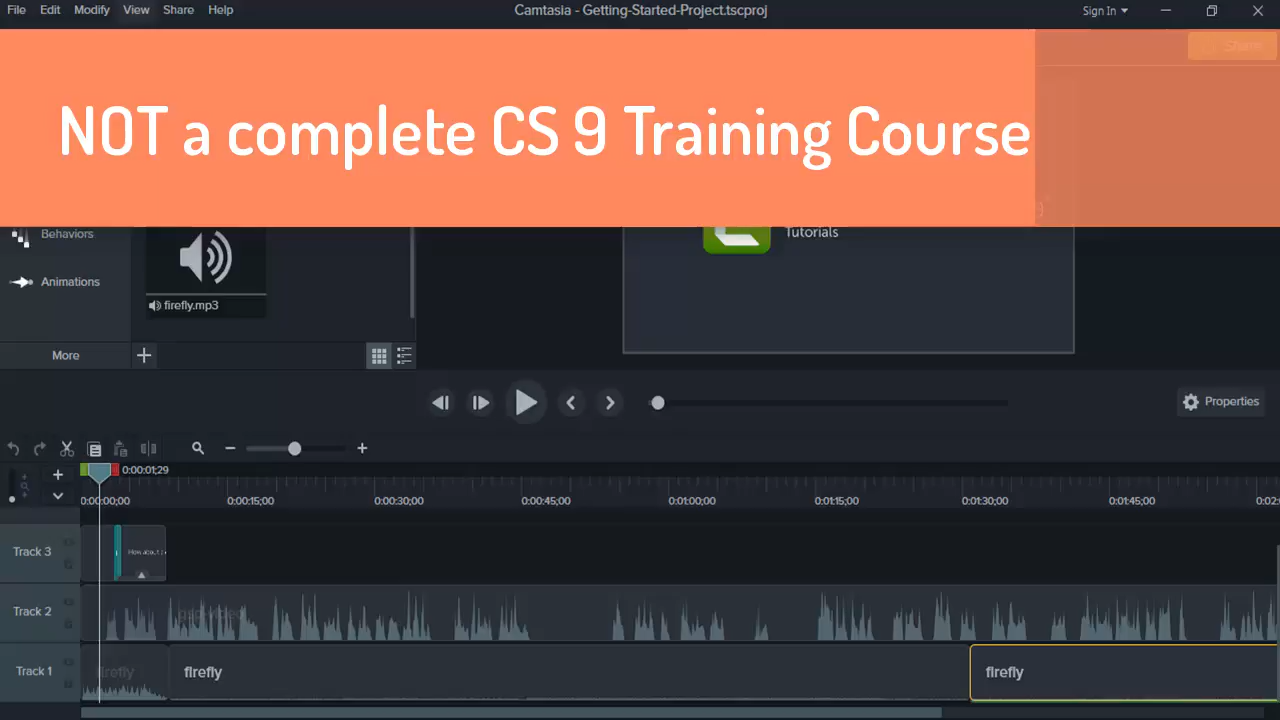 File Edit Modify View Share Help
Camtasia - Getting-Started-Project.tscproj
Sign In
Share
NOT a complete CS 9 Training Course
Behaviors
Animations
firefly.mp3
Tutorials
More
Properties
0:00:01;29
0:00:00;00 0:00:15;00 0:00:30;00 0:00:45;00 0:01:00;00 0:01:15;00 0:01:30;00 0:01:45;00
Track 3
Track 2
Track 1
firefly firefly firefly